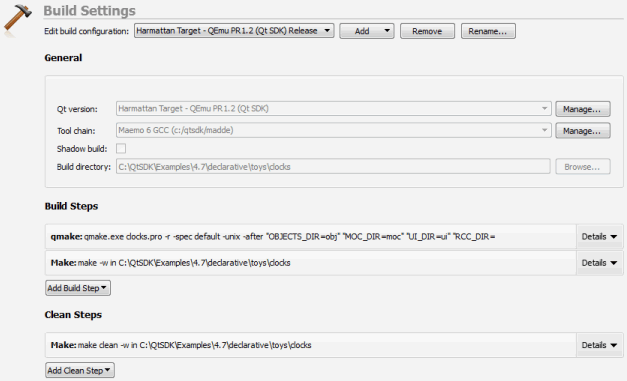 Build Settings
Edit build configuration: Harmattan Target - QEmu PR1.2 (Qt SDK) Release Add Remove Rename...
General
Qt version: Harmattan Target - QEmu PR1.2 (Qt SDK) Manage...
Tool chain: Maemo 6 GCC (c:/qtsdk/madde) Manage...
Shadow build:
Build directory: C:\QtSDK\Examples\4.7\declarative\toys\clocks Browse...
Build Steps
qmake: qmake.exe clocks.pro -r -spec default -unix -after "OBJECTS_DIR=obj" "MOC_DIR=moc" "UI_DIR=ui" "RCC_DIR= Details
Make: make -w in C:\QtSDK\Examples\4.7\declarative\toys\clocks Details
Add Build Step
Clean Steps
Make: make clean -w in C:\QtSDK\Examples\4.7\declarative\toys\clocks Details
Add Clean Step